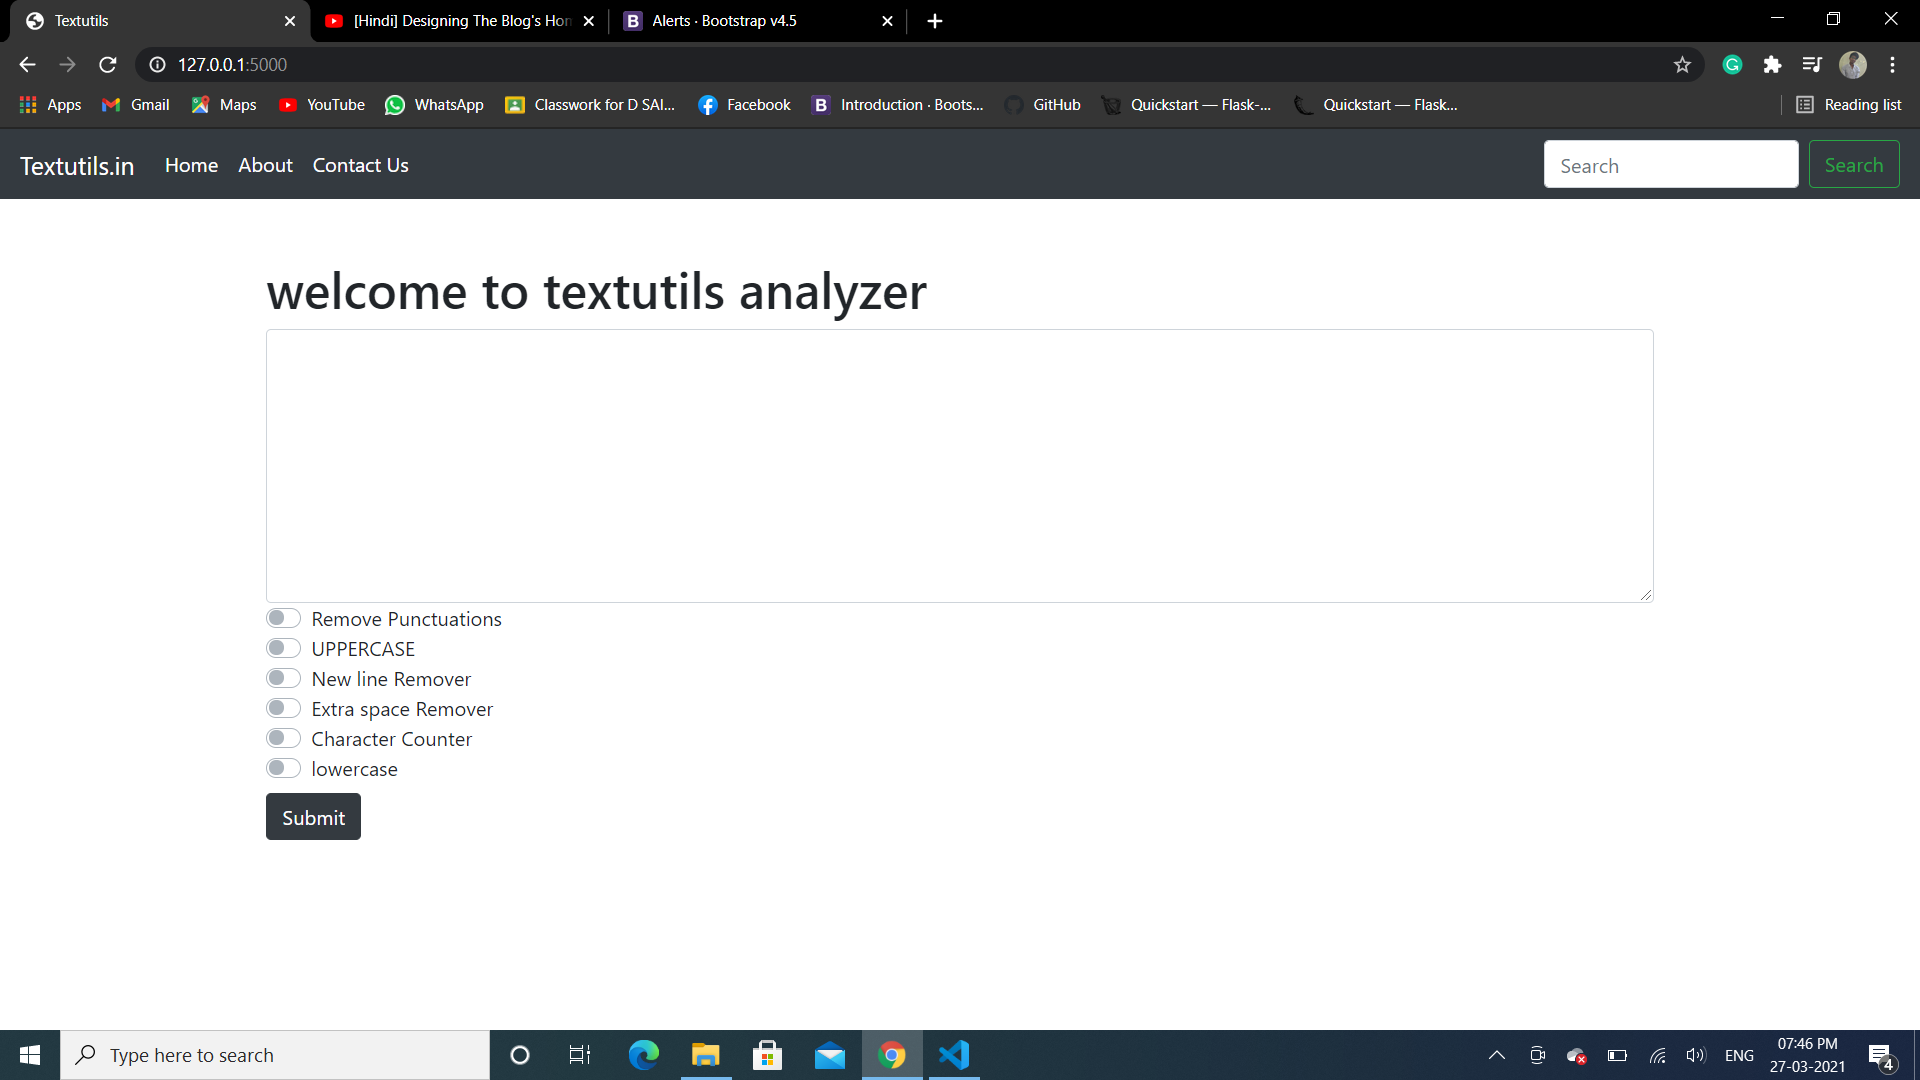 Textutils
[Hindi] Designing The Blog's Hon
B Alerts · Bootstrap v4.5
127.0.0.1:5000
Apps Gmail Maps YouTube WhatsApp Classwork for D SAI... Facebook B Introduction · Boots... GitHub Quickstart — Flask-... Quickstart — Flask... Reading list
Textutils.in Home About Contact Us Search Search
welcome to textutils analyzer
Remove Punctuations
UPPERCASE
New line Remover
Extra space Remover
Character Counter
lowercase
Submit
Type here to search
ENG
07:46 PM
27-03-2021
4